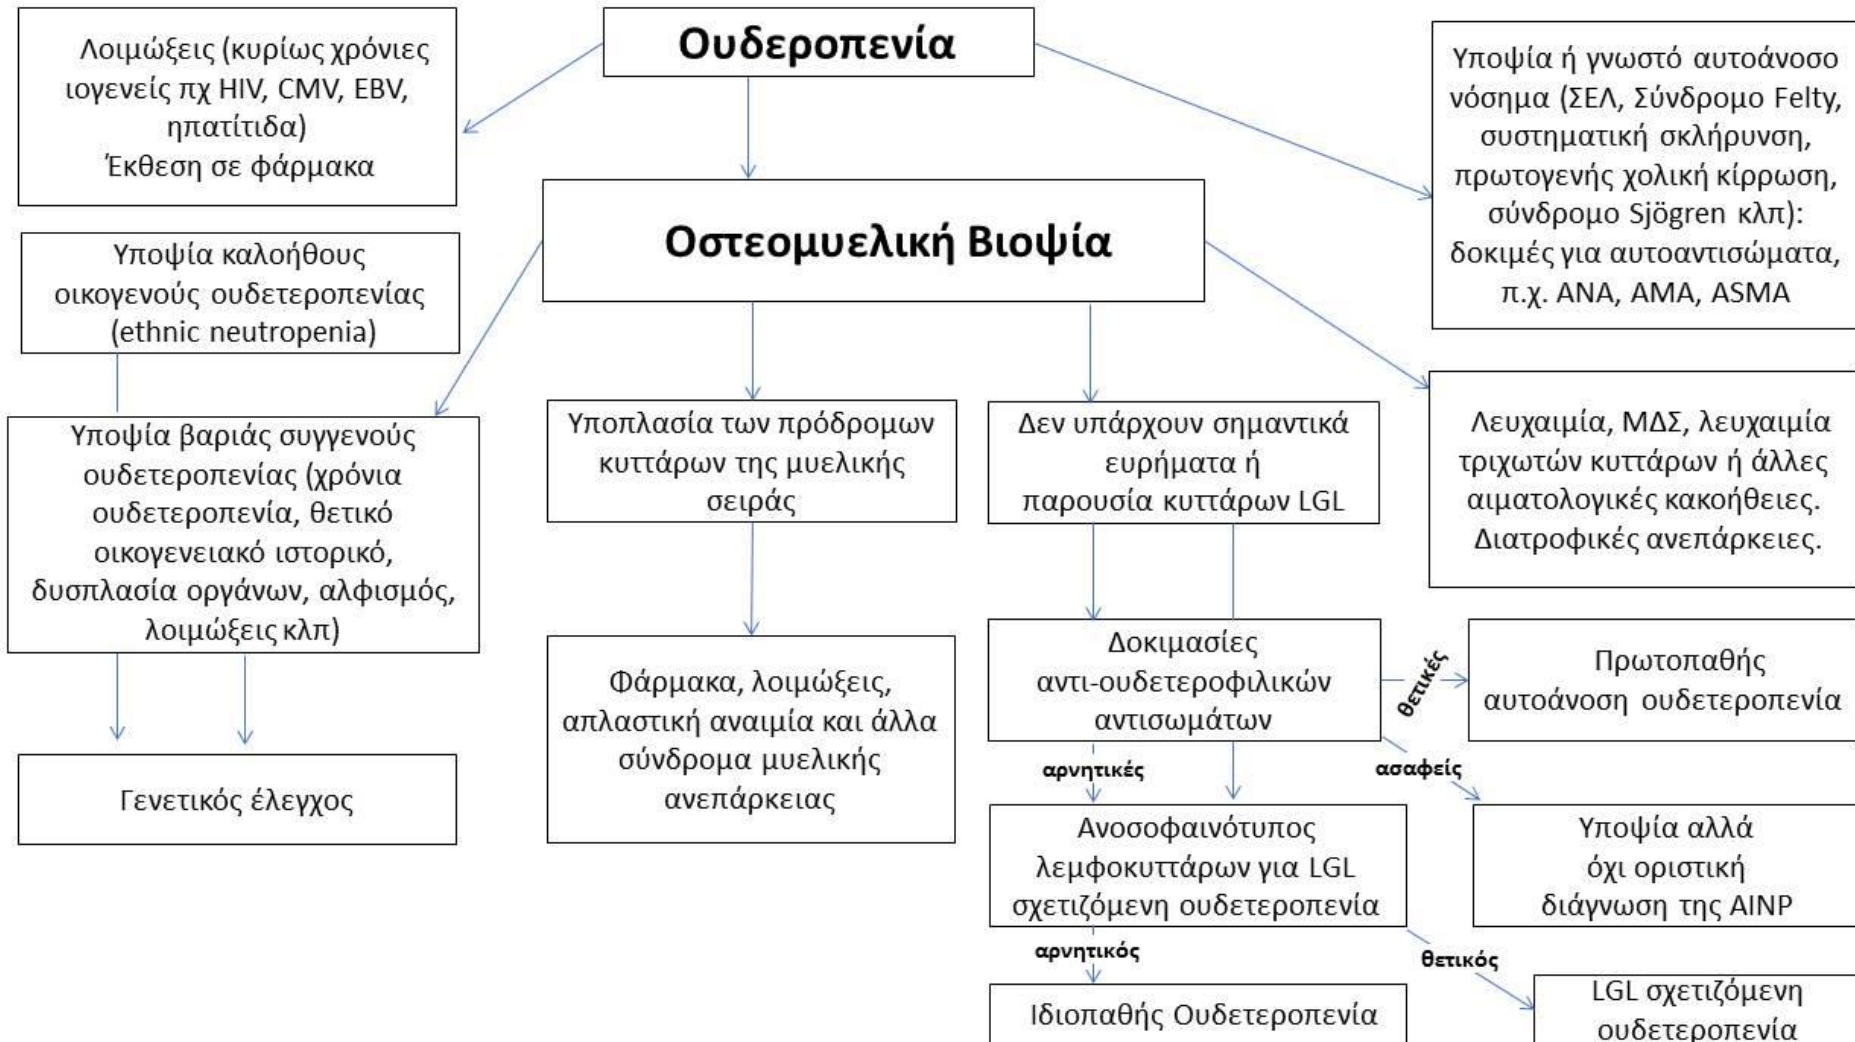 Ουδεροπενία
Λοιμώξεις (κυρίως χρόνιες
ιογενείς πχ HIV, CMV, EBV,
ηπατίτιδα)
Έκθεση σε φάρμακα
Υποψία ή γνωστό αυτοάνοσο
νόσημα (ΣΕΛ, Σύνδρομο Felty,
συστηματική σκλήρυνση,
πρωτογενής χολική κίρρωση,
σύνδρομο Sjögren κλπ):
δοκιμές για αυτοαντισώματα,
π.χ. ANA, AMA, ASMA
Οστεομυελική Βιοψία
Υποψία καλοήθους
οικογενούς ουδετεροπενίας
(ethnic neutropenia)
Υποψία βαριάς συγγενούς
ουδετεροπενίας (χρόνια
ουδετεροπενία, θετικό
οικογενειακό ιστορικό,
δυσπλασία οργάνων, αλφισμός,
λοιμώξεις κλπ)
Υποπλασία των πρόδρομων
κυττάρων της μυελικής
σειράς
Δεν υπάρχουν σημαντικά
ευρήματα ή
παρουσία κυττάρων LGL
Λευχαιμία, ΜΔΣ, λευχαιμία
τριχωτών κυττάρων ή άλλες
αιματολογικές κακοήθειες.
Διατροφικές ανεπάρκειες.
Γενετικός έλεγχος
Φάρμακα, λοιμώξεις,
απλαστική αναιμία και άλλα
σύνδρομα μυελικής
ανεπάρκειας
Δοκιμασίες
αντι-ουδετεροφιλικών
αντισωμάτων
θετικές
Πρωτοπαθής
αυτοάνοση ουδετεροπενία
αρνητικές
ασαφείς
Ανοσοφαινότυπος
λεμφοκυττάρων για LGL
σχετιζόμενη ουδετεροπενία
Υποψία αλλά
όχι οριστική
διάγνωση της AINP
αρνητικός
θετικός
Ιδιοπαθής Ουδετεροπενία
LGL σχετιζόμενη
ουδετεροπενία